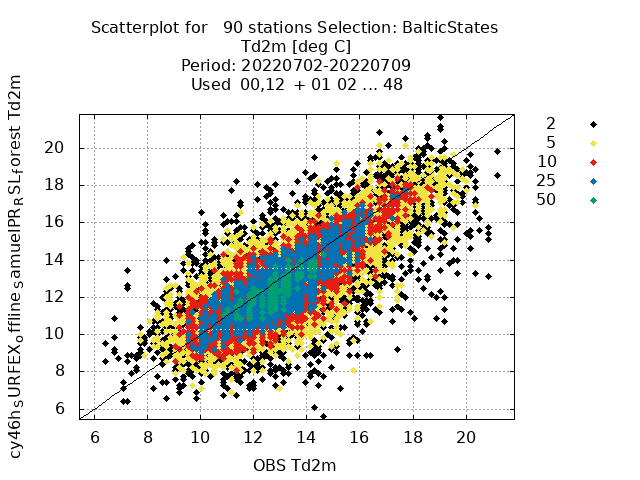 Scatterplot for   90 stations Selection: BalticStates
Td2m [deg C]
Period: 20220702-20220709
Used  00,12  + 01 02 ... 48
cy46h_SURFEX_offline_samuelPR_RSL_forest Td2m
2
5
10
25
50
20
18
16
14
12
10
8
6
6 8 10 12 14 16 18 20
OBS Td2m